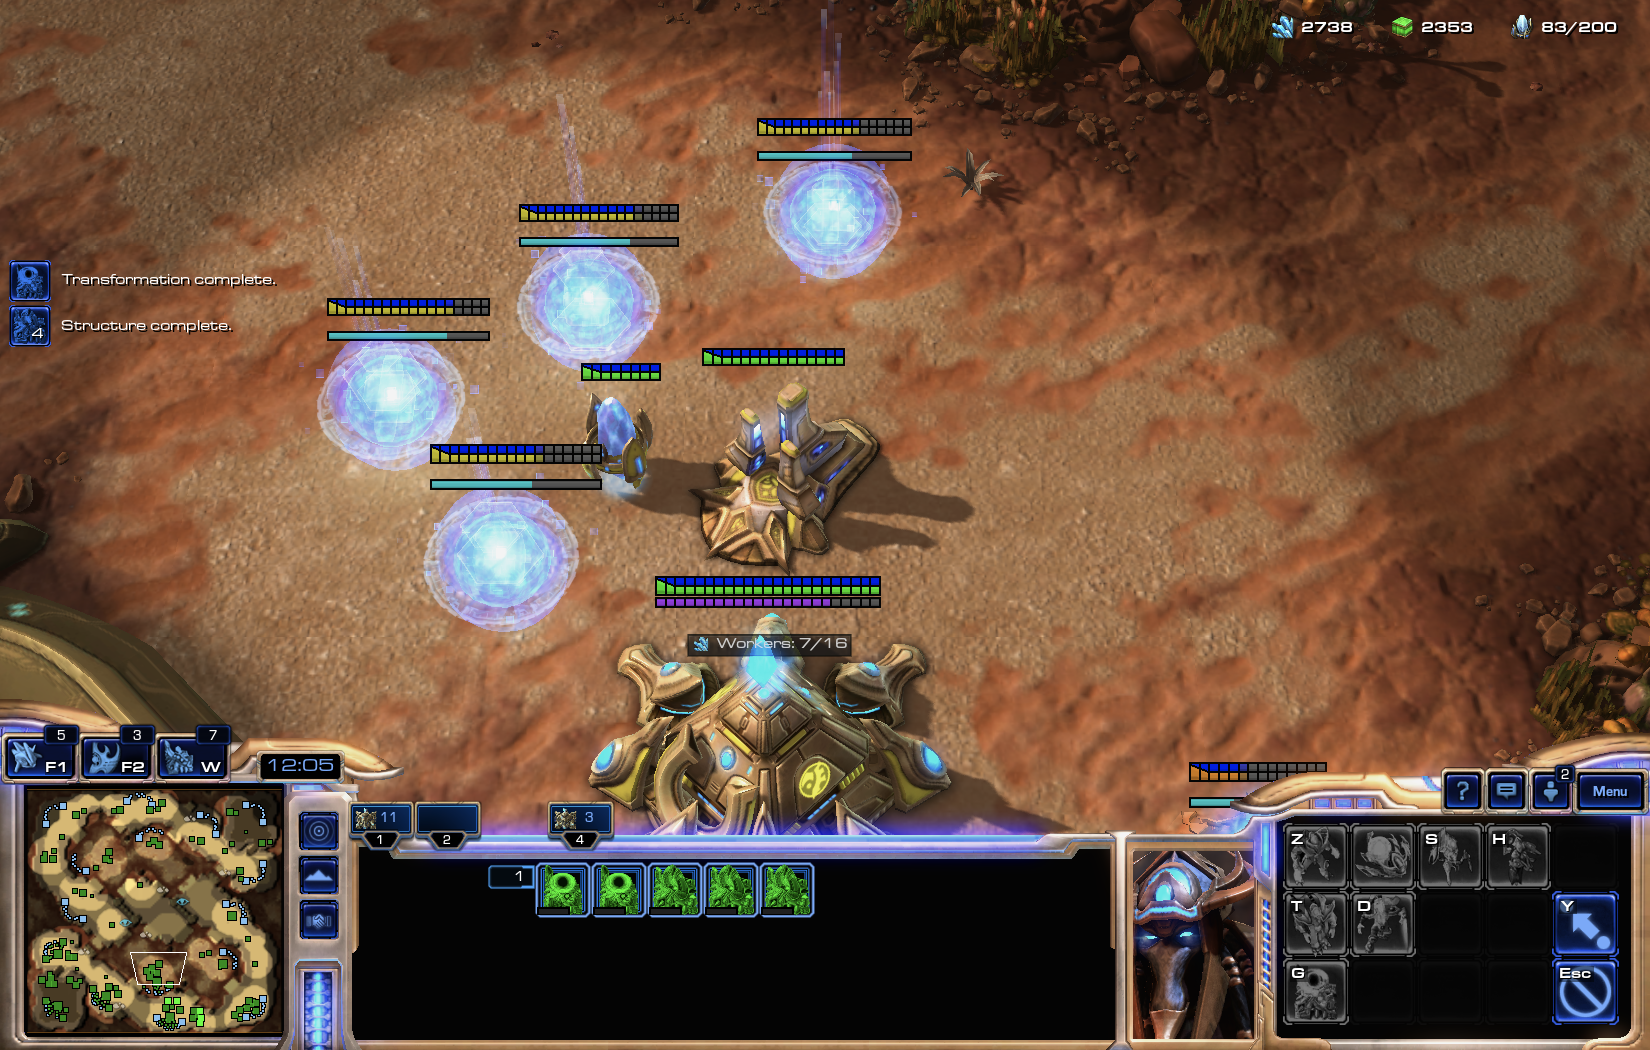 2738 2353 83/200
Transformation complete.
4 Structure complete.
Workers: 7/16
5 3 7
F1 F2 W
12:05
2
? Menu
11 3
1 2 4
1
Z S H
T D Y
G Esc